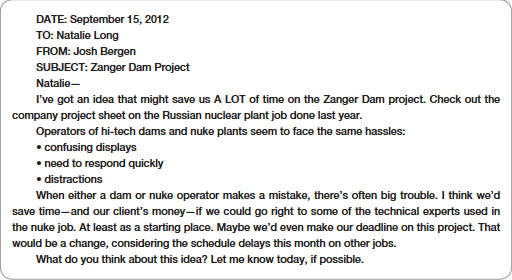 DATE: September 15, 2012
TO: Natalie Long
FROM: Josh Bergen
SUBJECT: Zanger Dam Project
Natalie—
I've got an idea that might save us A LOT of time on the Zanger Dam project. Check out the
company project sheet on the Russian nuclear plant job done last year.
Operators of hi-tech dams and nuke plants seem to face the same hassles:
• confusing displays
• need to respond quickly
• distractions
When either a dam or nuke operator makes a mistake, there's often big trouble. I think we'd
save time—and our client's money—if we could go right to some of the technical experts used in
the nuke job. At least as a starting place. Maybe we'd even make our deadline on this project. That
would be a change, considering the schedule delays this month on other jobs.
What do you think about this idea? Let me know today, if possible.